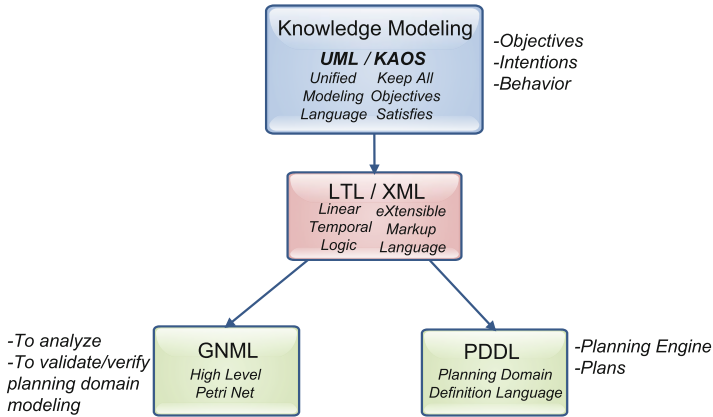 Knowledge Modeling
UML / KAOS
Unified Keep All
Modeling Objectives
Language Satisfies
-Objectives
-Intentions
-Behavior
LTL / XML
Linear eXtensible
Temporal Markup
Logic Language
-To analyze
-To validate/verify
planning domain
modeling
GNML
High Level
Petri Net
PDDL
Planning Domain
Definition Language
-Planning Engine
-Plans